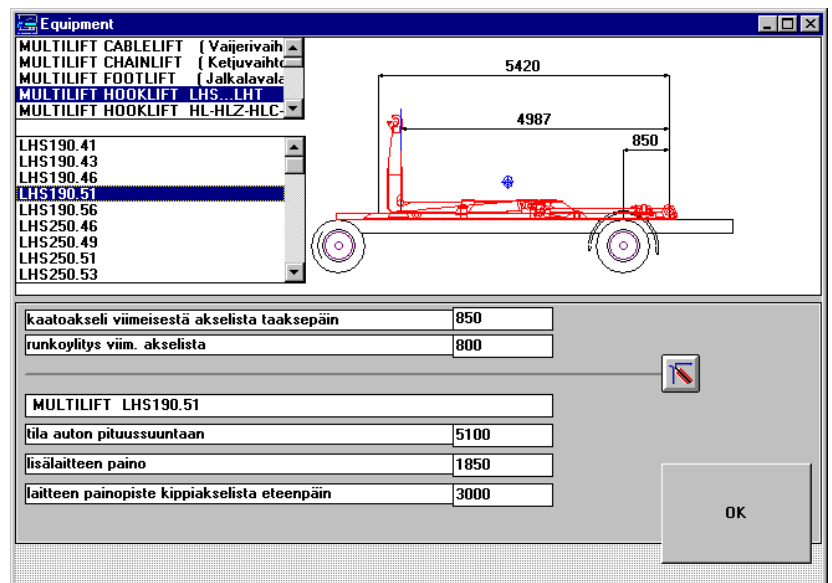 Equipment
MULTILIFT CABLELIFT ( Vaijerivaih
MULTILIFT CHAINLIFT ( Ketjuvaihto
MULTILIFT FOOTLIFT ( Jalkalavala
MULTILIFT HOOKLIFT LHS...LHT
MULTILIFT HOOKLIFT HL-HLZ-HLC-
LHS190.41
LHS190.43
LHS190.46
LHS190.51
LHS190.56
LHS250.46
LHS250.49
LHS250.51
LHS250.53
5420
4987
850
kaatoakseli viimeisestä akselista taaksepäin 850
runkoylitys viim. akselista 800
MULTILIFT LHS190.51
tila auton pituussuuntaan 5100
lisälaitteen paino 1850
laitteen painopiste kippiakselista eteenpäin 3000
OK